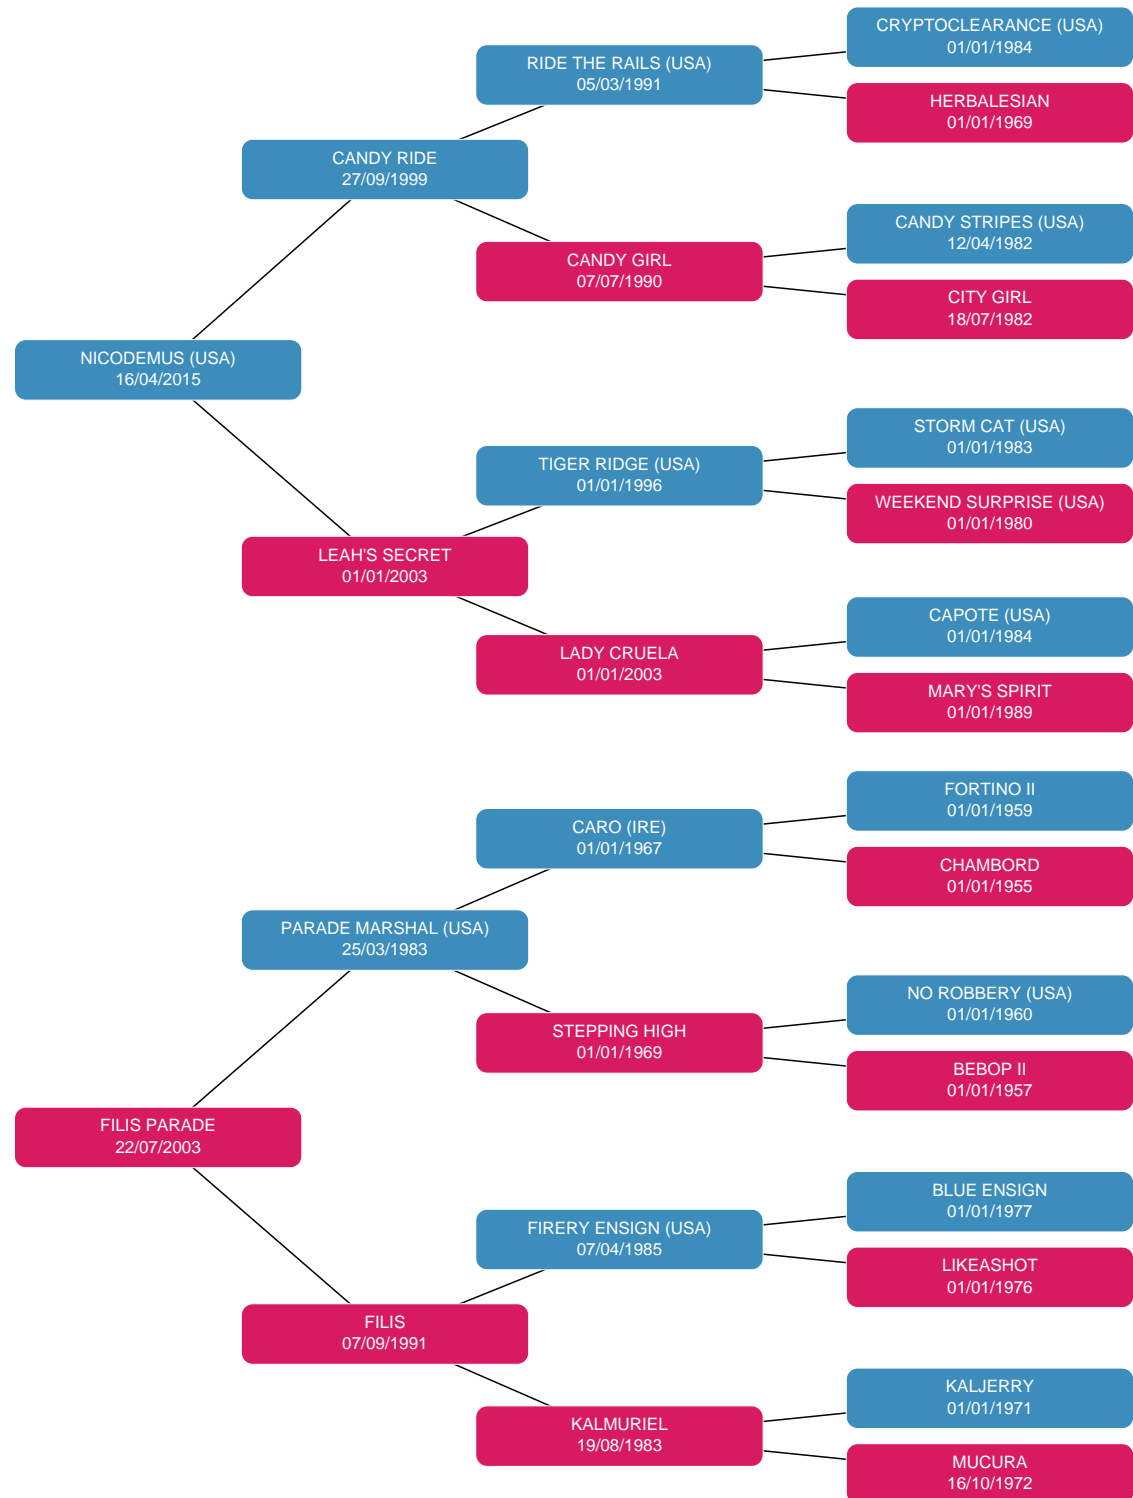 CRYPTOCLEARANCE (USA)
01/01/1984
RIDE THE RAILS (USA)
05/03/1991
HERBALESIAN
01/01/1969
CANDY RIDE
27/09/1999
CANDY STRIPES (USA)
12/04/1982
CANDY GIRL
07/07/1990
CITY GIRL
18/07/1982
NICODEMUS (USA)
16/04/2015
STORM CAT (USA)
01/01/1983
TIGER RIDGE (USA)
01/01/1996
WEEKEND SURPRISE (USA)
01/01/1980
LEAH'S SECRET
01/01/2003
CAPOTE (USA)
01/01/1984
LADY CRUELA
01/01/2003
MARY'S SPIRIT
01/01/1989
FORTINO II
01/01/1959
CARO (IRE)
01/01/1967
CHAMBORD
01/01/1955
PARADE MARSHAL (USA)
25/03/1983
NO ROBBERY (USA)
01/01/1960
STEPPING HIGH
01/01/1969
BEBOP II
01/01/1957
FILIS PARADE
22/07/2003
BLUE ENSIGN
01/01/1977
FIRERY ENSIGN (USA)
07/04/1985
LIKEASHOT
01/01/1976
FILIS
07/09/1991
KALJERRY
01/01/1971
KALMURIEL
19/08/1983
MUCURA
16/10/1972